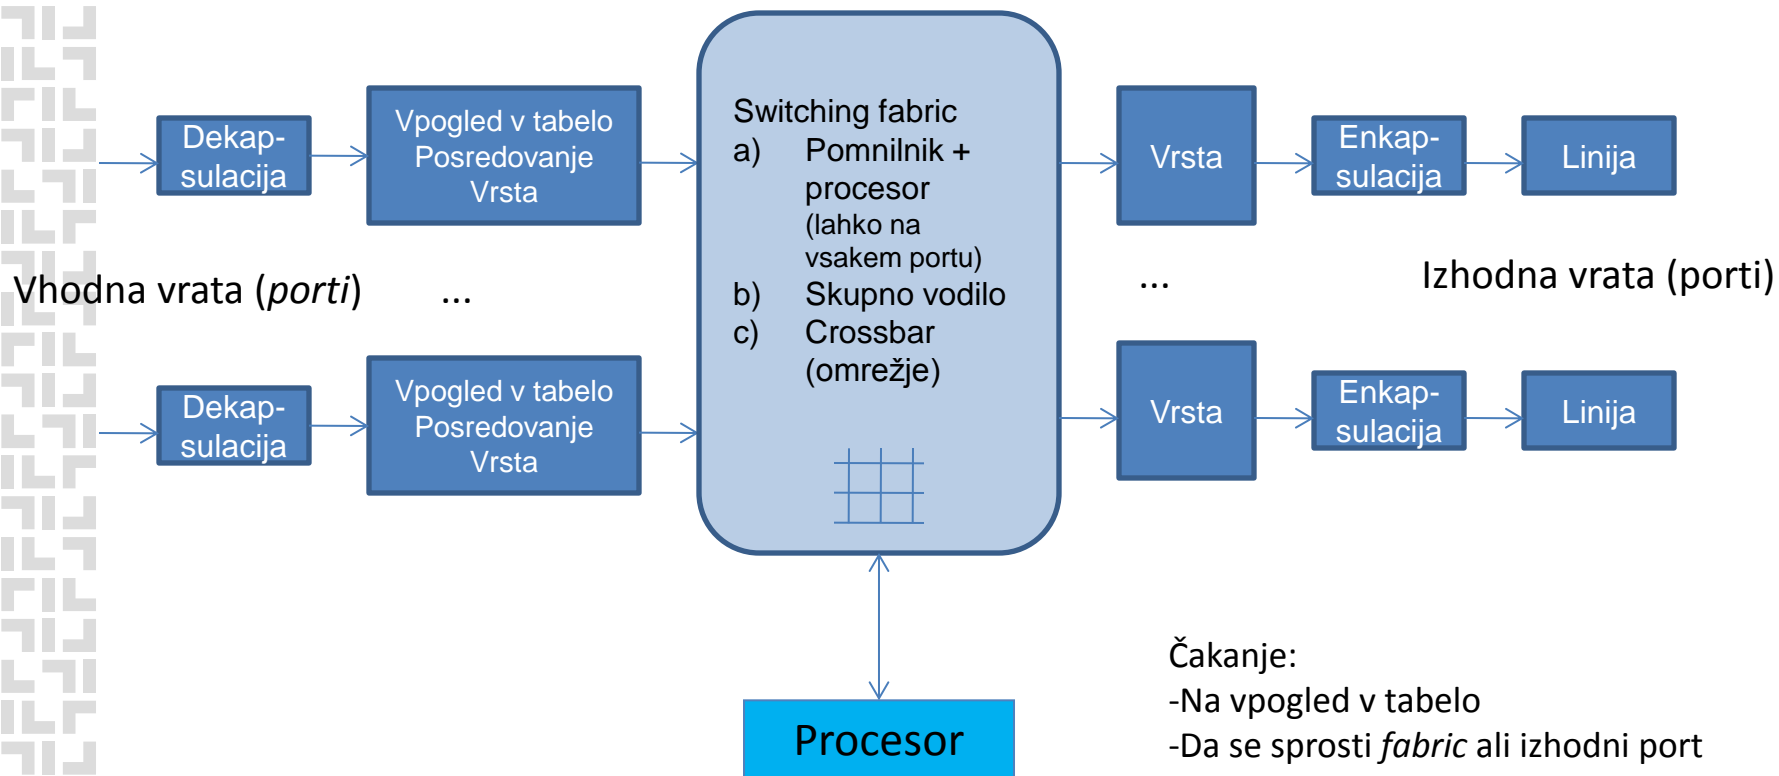 Dekap-
sulacija
Vpogled v tabelo
Posredovanje
Vrsta
Switching fabric
a) Pomnilnik +
procesor
(lahko na
vsakem portu)
b) Skupno vodilo
c) Crossbar
(omrežje)
Vrsta
Enkap-
sulacija
Linija
Vhodna vrata (porti)
...
...
Izhodna vrata (porti)
Dekap-
sulacija
Vpogled v tabelo
Posredovanje
Vrsta
Vrsta
Enkap-
sulacija
Linija
Procesor
Čakanje:
-Na vpogled v tabelo
-Da se sprosti fabric ali izhodni port